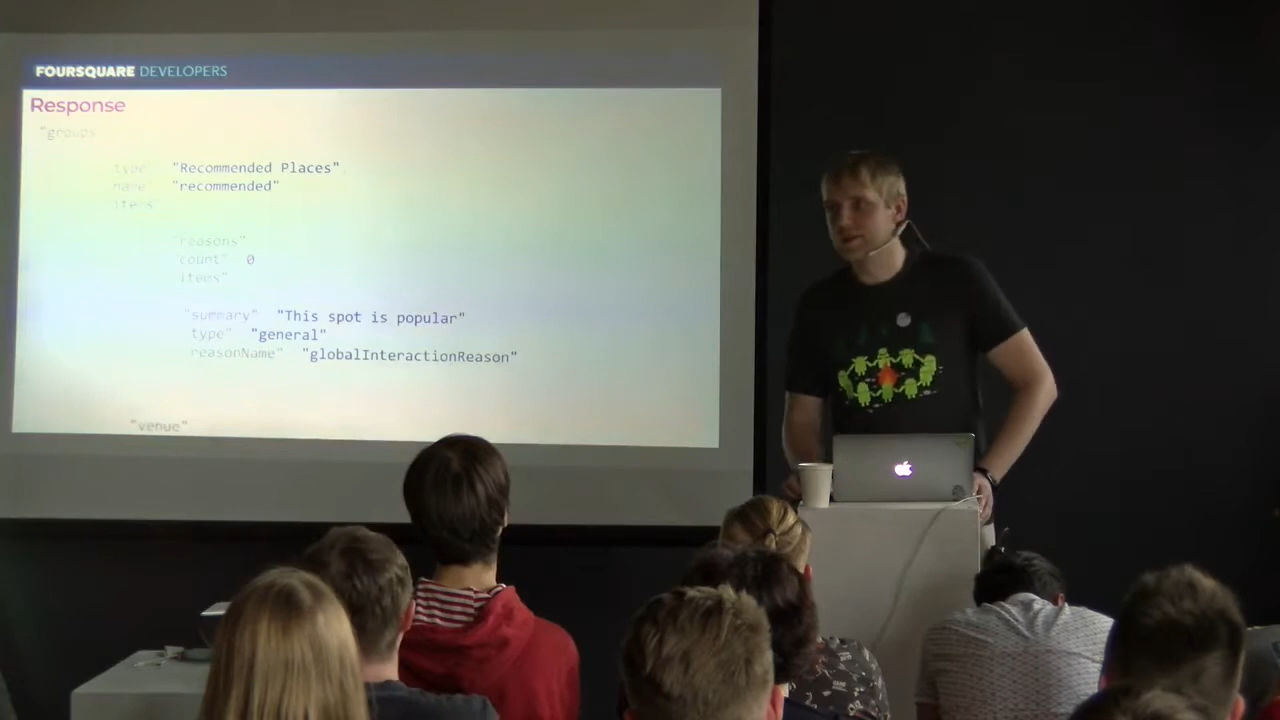 FOURSQUARE DEVELOPERS
Response
"groups
type" "Recommended Places",
name "recommended"
items"
"reasons"
"count" 0
items"
"summary" "This spot is popular"
type" "general"
reasonName" "globalInteractionReason"
"venue"